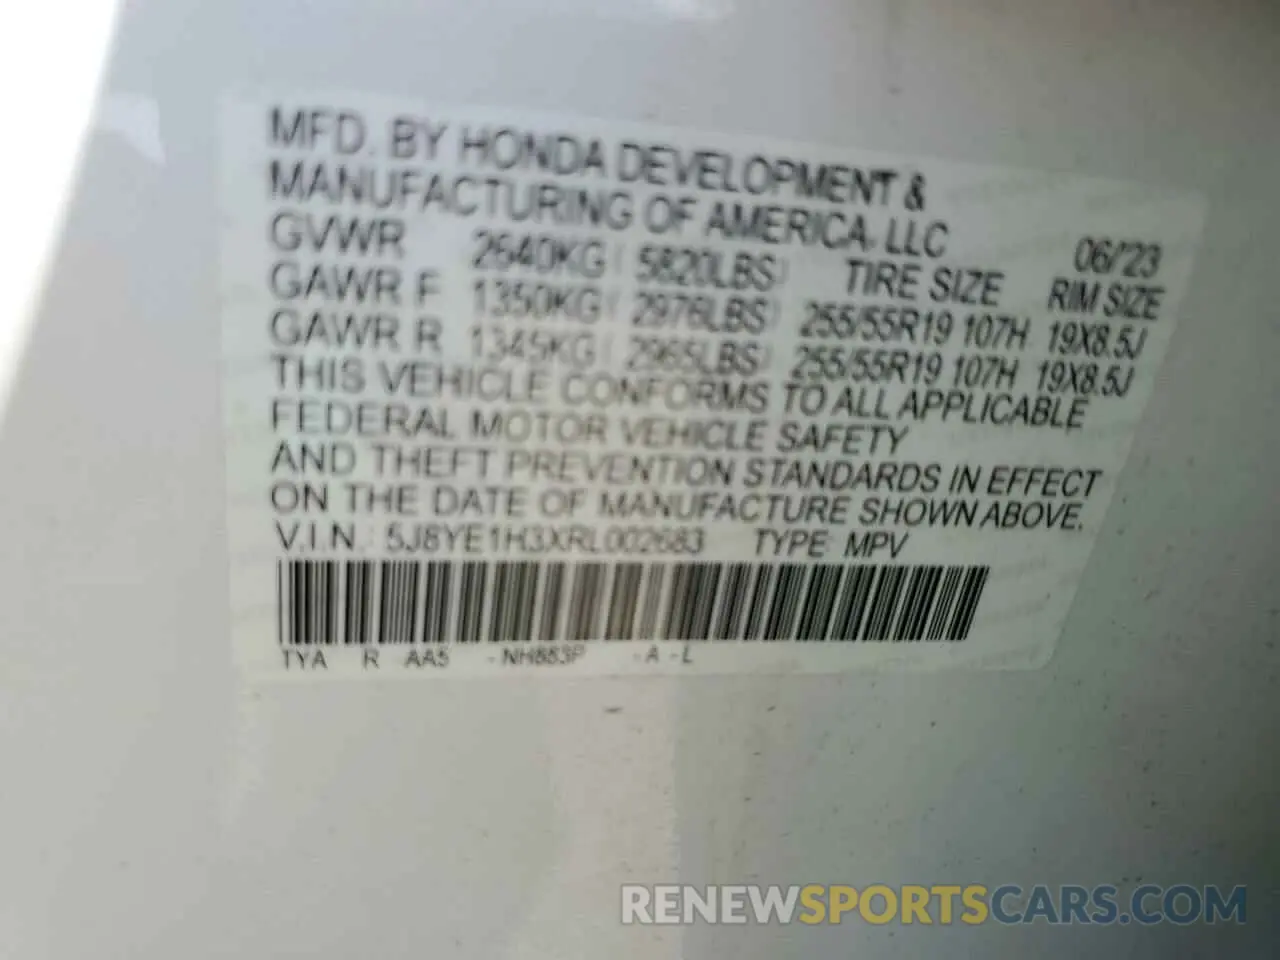 MFD. BY HONDA DEVELOPMENT &
MANUFACTURING OF AMERICA, LLC 06/23
GVWR 2640KG ( 5820LBS) TIRE SIZE RIM SIZE
GAWR F 1350KG ( 2976LBS) 255/55R19 107H 19X8.5J
GAWR R 1345KG ( 2965LBS) 255/55R19 107H 19X8.5J
THIS VEHICLE CONFORMS TO ALL APPLICABLE
FEDERAL MOTOR VEHICLE SAFETY
AND THEFT PREVENTION STANDARDS IN EFFECT
ON THE DATE OF MANUFACTURE SHOWN ABOVE.
V.I.N.: 5J8YE1H3XRL002683 TYPE: MPV
TYA R AA5 - NH883P - A - L
RENEWSPORTSCARS.COM